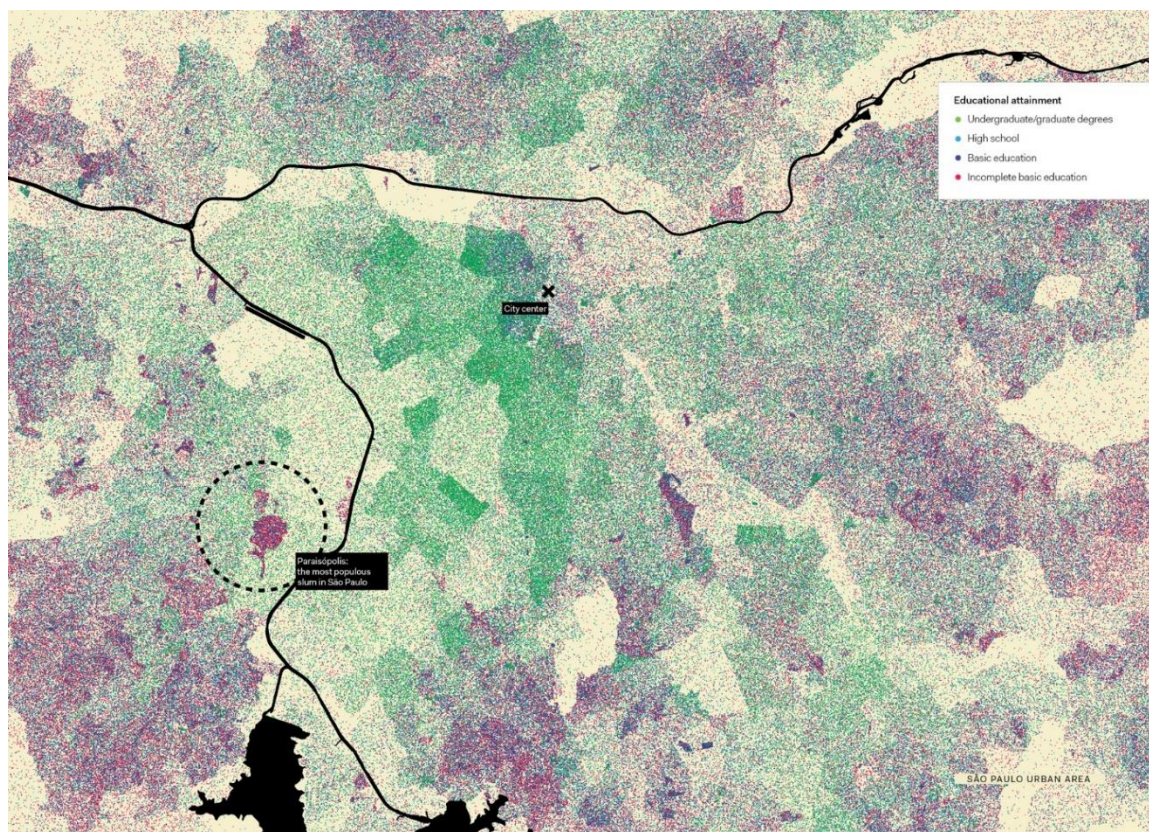 Educational attainment
Undergraduate/graduate degrees
High school
Basic education
Incomplete basic education
City center
Paraisópolis:
the most populous
slum in São Paulo
SÃO PAULO URBAN AREA